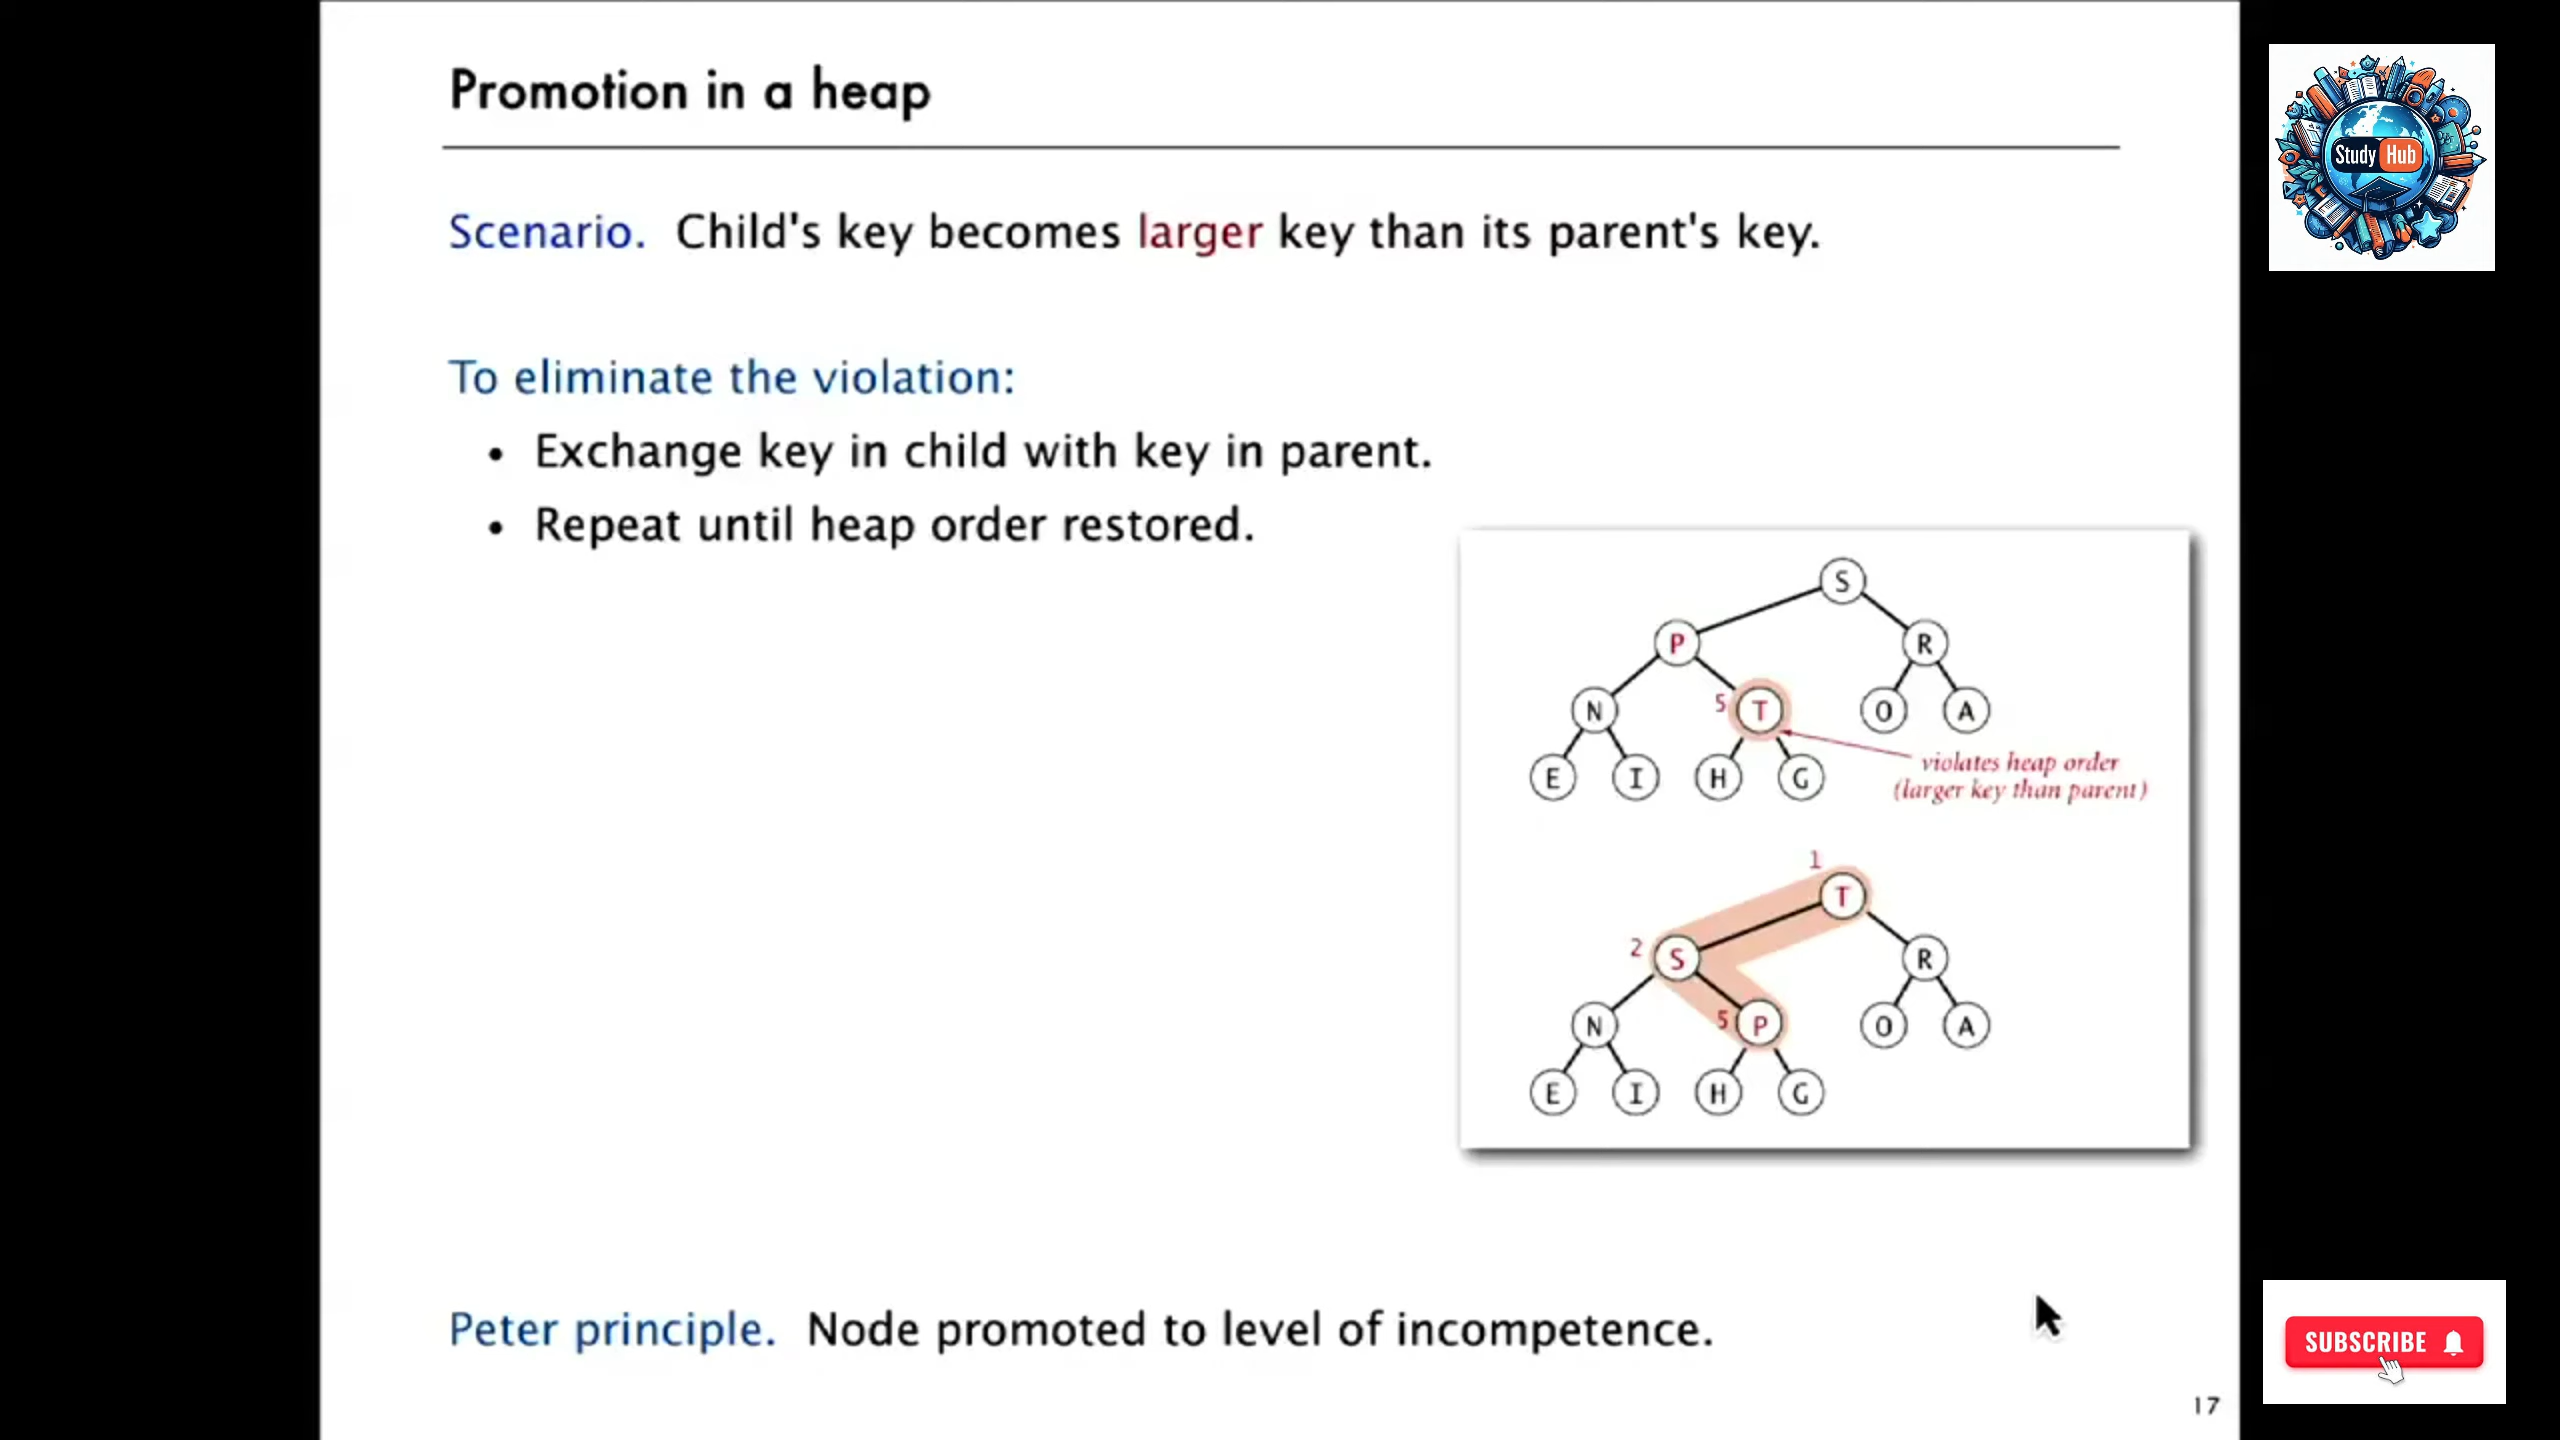 Promotion in a heap
Study Hub
Scenario. Child's key becomes larger key than its parent's key.
To eliminate the violation:
• Exchange key in child with key in parent.
• Repeat until heap order restored.
S
P R
N 5 T O A
E I H G
violates heap order
(larger key than parent)
1 T
2 S R
N 5 P O A
E I H G
Peter principle. Node promoted to level of incompetence.
SUBSCRIBE
17